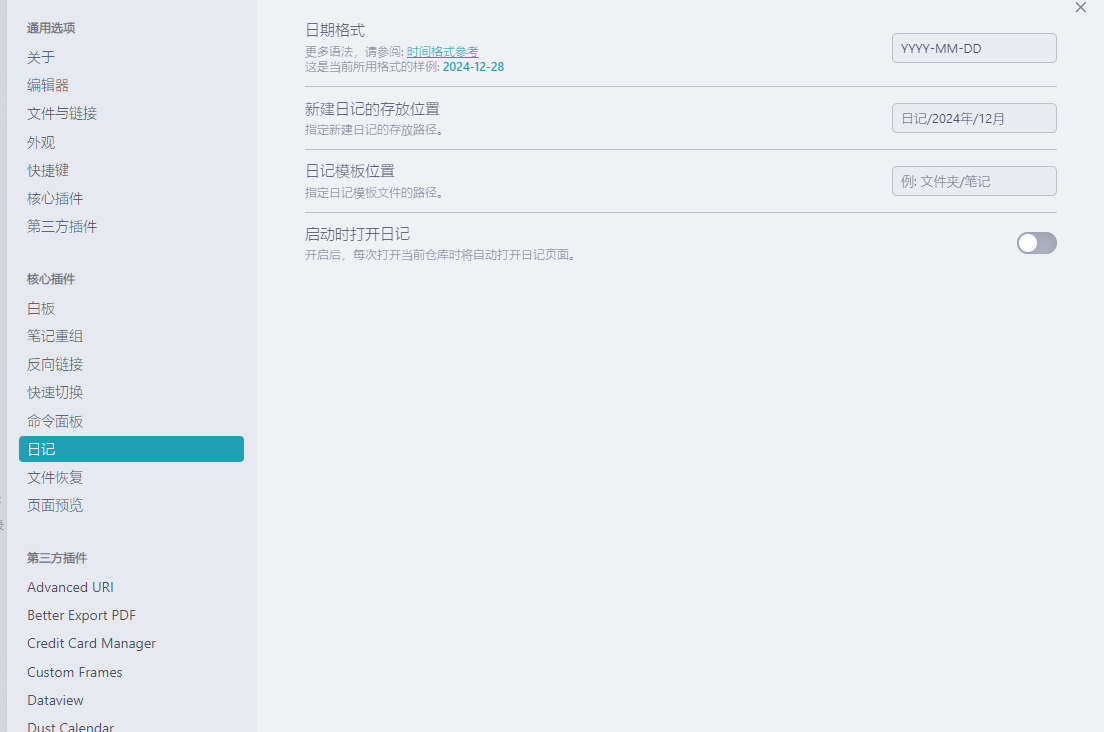 通用选项
关于
编辑器
文件与链接
外观
快捷键
核心插件
第三方插件
核心插件
白板
笔记重组
反向链接
快速切换
命令面板
日记
文件恢复
页面预览
第三方插件
Advanced URI
Better Export PDF
Credit Card Manager
Custom Frames
Dataview
Dust Calendar
日期格式
更多语法，请参阅: 时间格式参考
这是当前所用格式的样例: 2024-12-28
YYYY-MM-DD
新建日记的存放位置
指定新建日记的存放路径。
日记/2024年/12月
日记模板位置
指定日记模板文件的路径。
例: 文件夹/笔记
启动时打开日记
开启后，每次打开当前仓库时将自动打开日记页面。